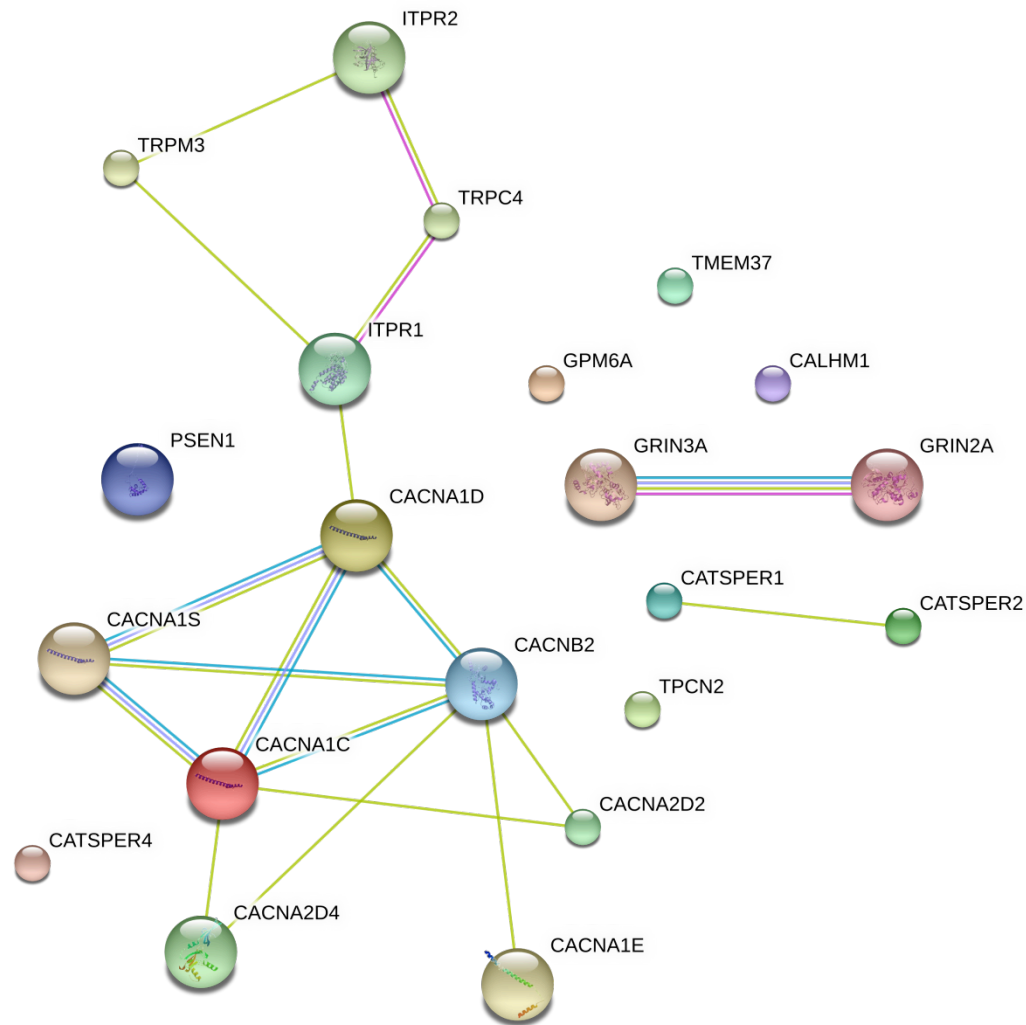 ITPR2
TRPM3
TRPC4
TMEM37
ITPR1
GPM6A
CALHM1
PSEN1
GRIN3A
GRIN2A
CACNA1D
CATSPER1
CATSPER2
CACNA1S
CACNB2
TPCN2
CACNA1C
CACNA2D2
CATSPER4
CACNA2D4
CACNA1E